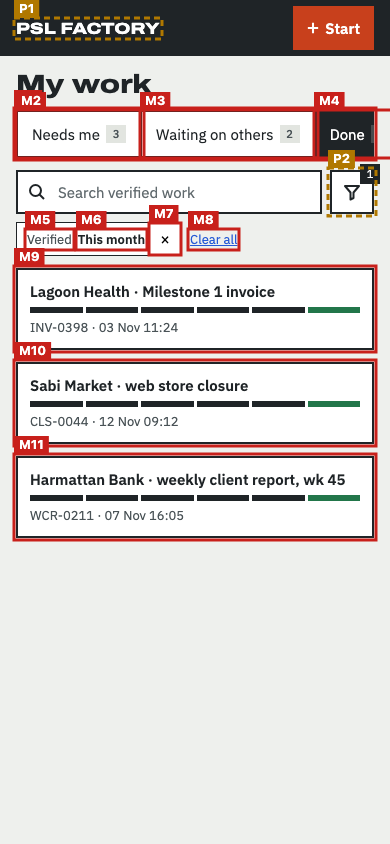 P1
PSL FACTORY
+ Start
My work
M2
M3
M4
Needs me 3
Waiting on others 2
Done
P2
Search verified work
1
M5
M6
M7
M8
Verified
This month
×
Clear all
M9
Lagoon Health · Milestone 1 invoice
INV-0398 · 03 Nov 11:24
M10
Sabi Market · web store closure
CLS-0044 · 12 Nov 09:12
M11
Harmattan Bank · weekly client report, wk 45
WCR-0211 · 07 Nov 16:05